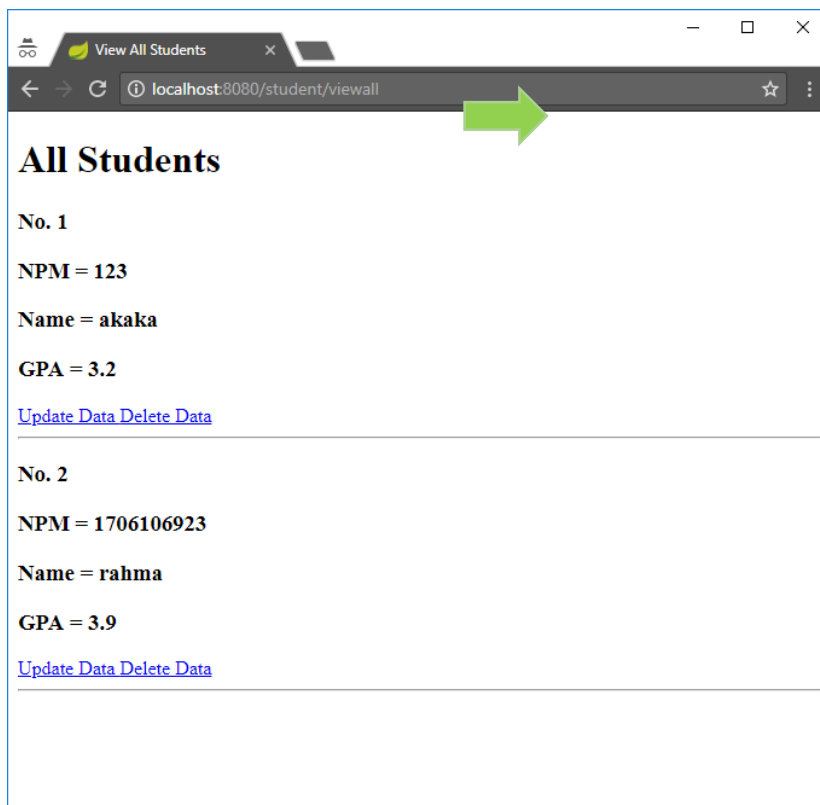 View All Students
localhost:8080/student/viewall
All Students
No. 1
NPM = 123
Name = akaka
GPA = 3.2
Update Data Delete Data
No. 2
NPM = 1706106923
Name = rahma
GPA = 3.9
Update Data Delete Data